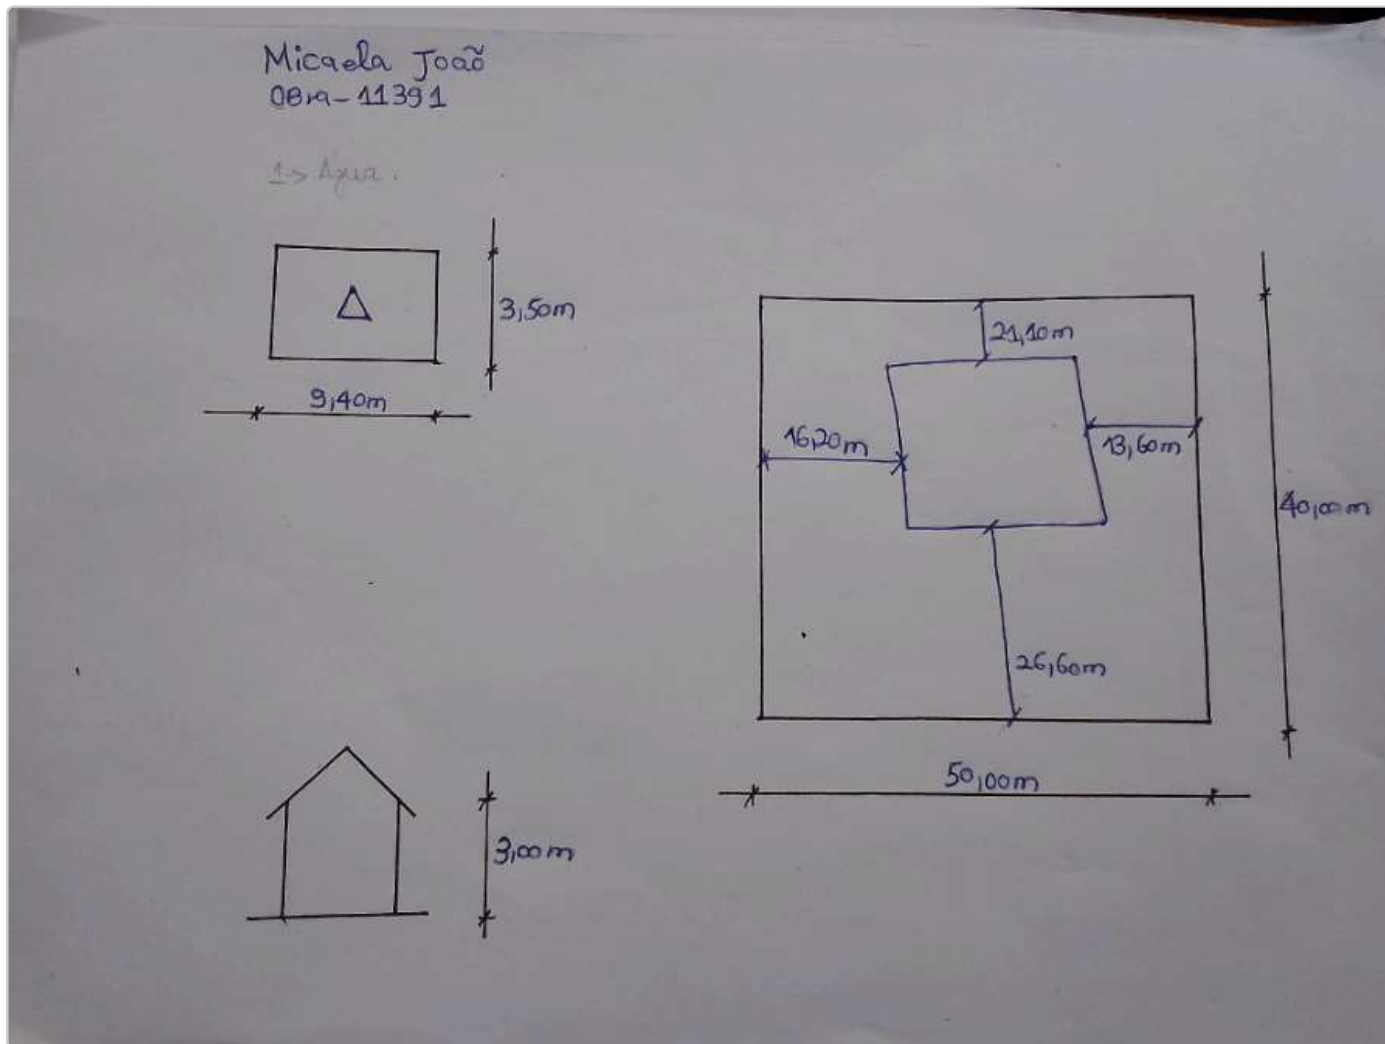 Micaela João
OBra-11391
1→ Água.
3,50m
9,40m
21,10m
16,20m
13,60m
40,00m
26,60m
50,00m
3,00m